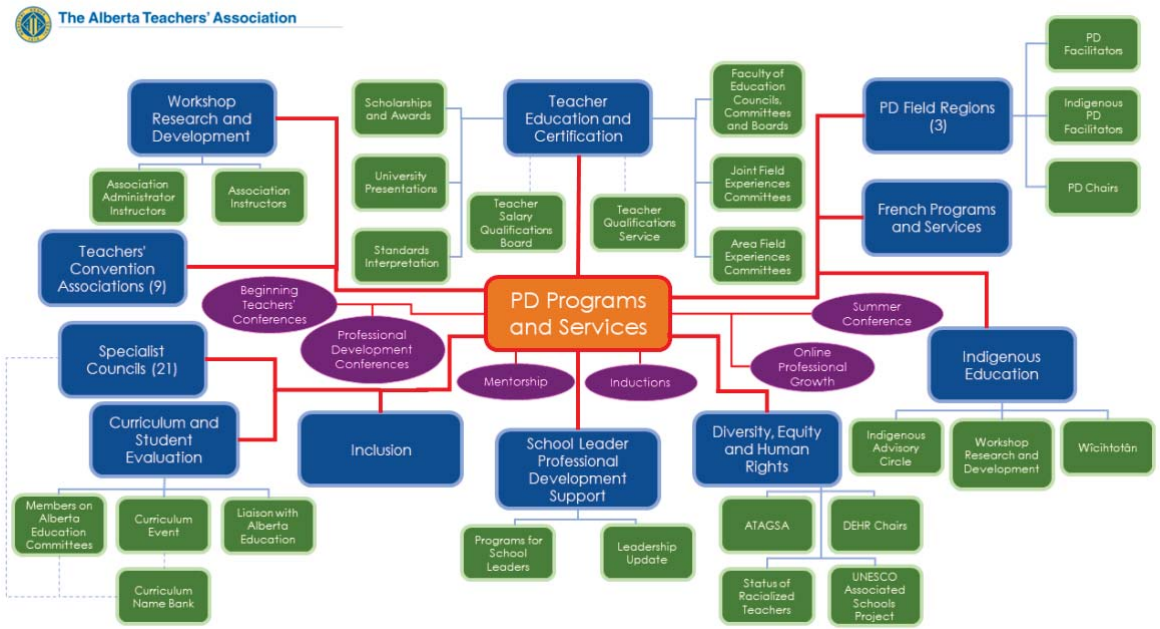 The Alberta Teachers' Association
Workshop
Research and
Development
Association
Administrator
Instructors
Association
Instructors
Teachers'
Convention
Associations (9)
Scholarships
and Awards
University
Presentations
Standards
Interpretation
Teacher
Education and
Certification
Teacher
Salary
Qualifications
Board
Teacher
Qualifications
Service
Faculty of
Education
Councils,
Committees
and Boards
Joint Field
Experiences
Committees
Area Field
Experiences
Committees
PD Field Regions
(3)
PD
Facilitators
Indigenous
PD
Facilitators
PD Chairs
French Programs
and Services
PD Programs
and Services
Beginning
Teachers'
Conferences
Professional
Development
Conferences
Mentorship
Inductions
Summer
Conference
Online
Professional
Growth
Specialist
Councils (21)
Curriculum and
Student
Evaluation
Members on
Alberta
Education
Committees
Curriculum
Event
Liaison with
Alberta
Education
Curriculum
Name Bank
Inclusion
School Leader
Professional
Development
Support
Programs for
School
Leaders
Leadership
Update
Diversity, Equity
and Human
Rights
ATAGSA
DEHR Chairs
Status of
Racialized
Teachers
UNESCO
Associated
Schools
Project
Indigenous
Education
Indigenous
Advisory
Circle
Workshop
Research and
Development
Wîcihtotân